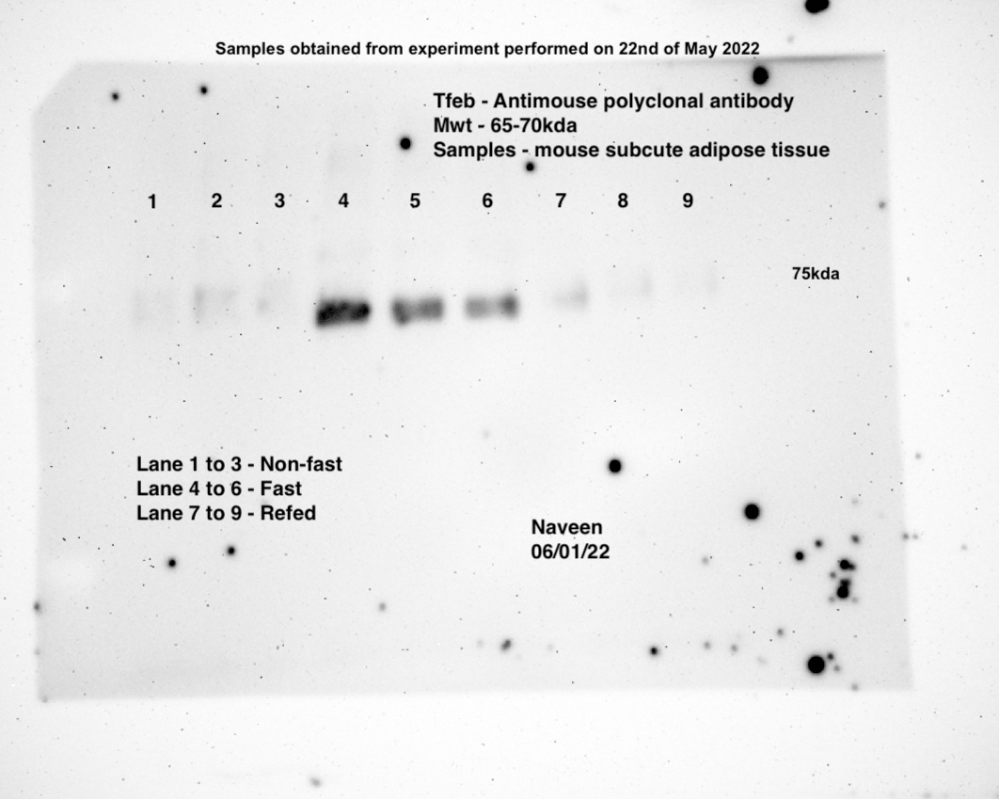 Samples obtained from experiment performed on 22nd of May 2022
Tfeb - Antimouse polyclonal antibody
Mwt - 65-70kda
Samples - mouse subcute adipose tissue
1 2 3 4 5 6 7 8 9
75kda
Lane 1 to 3 - Non-fast
Lane 4 to 6 - Fast
Lane 7 to 9 - Refed
Naveen
06/01/22